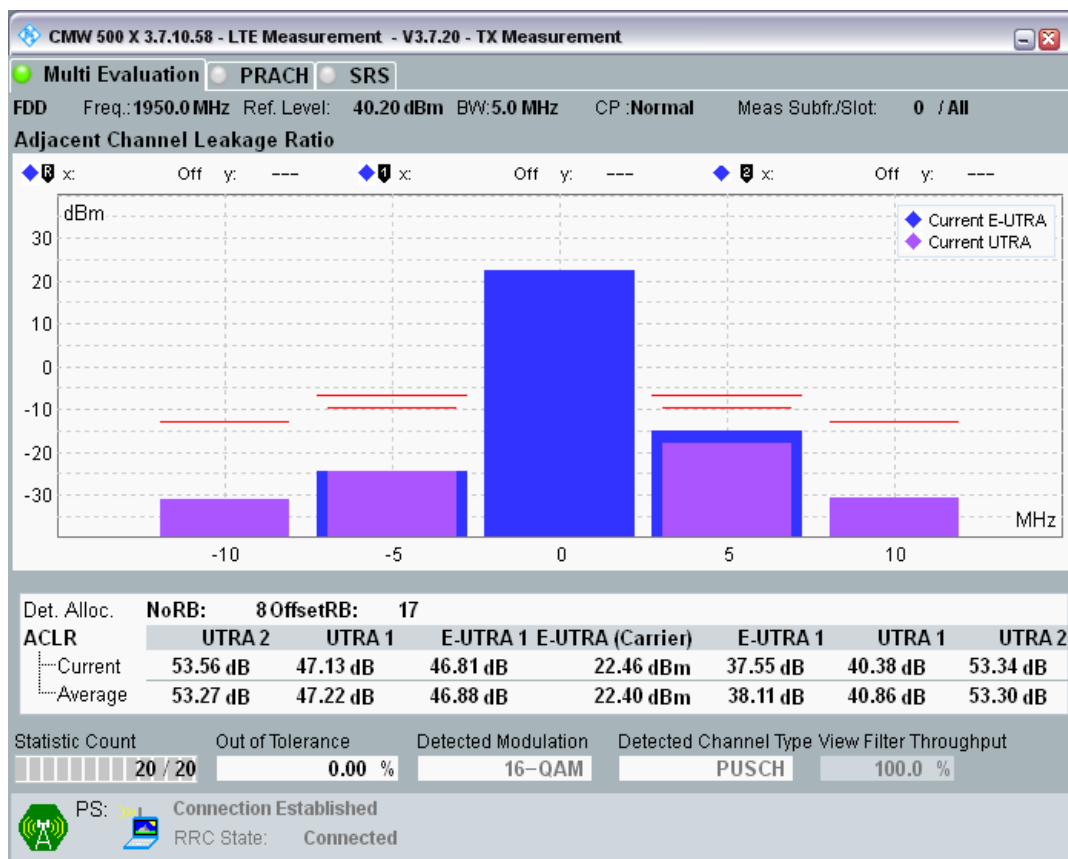 CMW 500 X 3.7.10.58 - LTE Measurement - V3.7.20 - TX Measurement
Multi Evaluation PRACH SRS
FDD Freq.: 1950.0 MHz Ref. Level: 40.20 dBm BW: 5.0 MHz CP : Normal Meas Subfr./Slot: 0 / All
Adjacent Channel Leakage Ratio
R x: Off y: --- 1 x: Off y: --- 2 x: Off y: ---
dBm
Current E-UTRA
Current UTRA
30
20
10
0
-10
-20
-30
MHz
-10 -5 0 5 10
Det. Alloc. NoRB: 8 OffsetRB: 17
ACLR UTRA 2 UTRA 1 E-UTRA 1 E-UTRA (Carrier) E-UTRA 1 UTRA 1 UTRA 2
Current 53.56 dB 47.13 dB 46.81 dB 22.46 dBm 37.55 dB 40.38 dB 53.34 dB
Average 53.27 dB 47.22 dB 46.88 dB 22.40 dBm 38.11 dB 40.86 dB 53.30 dB
Statistic Count Out of Tolerance Detected Modulation Detected Channel Type View Filter Throughput
20 / 20 0.00 % 16-QAM PUSCH 100.0 %
PS: Connection Established
RRC State: Connected